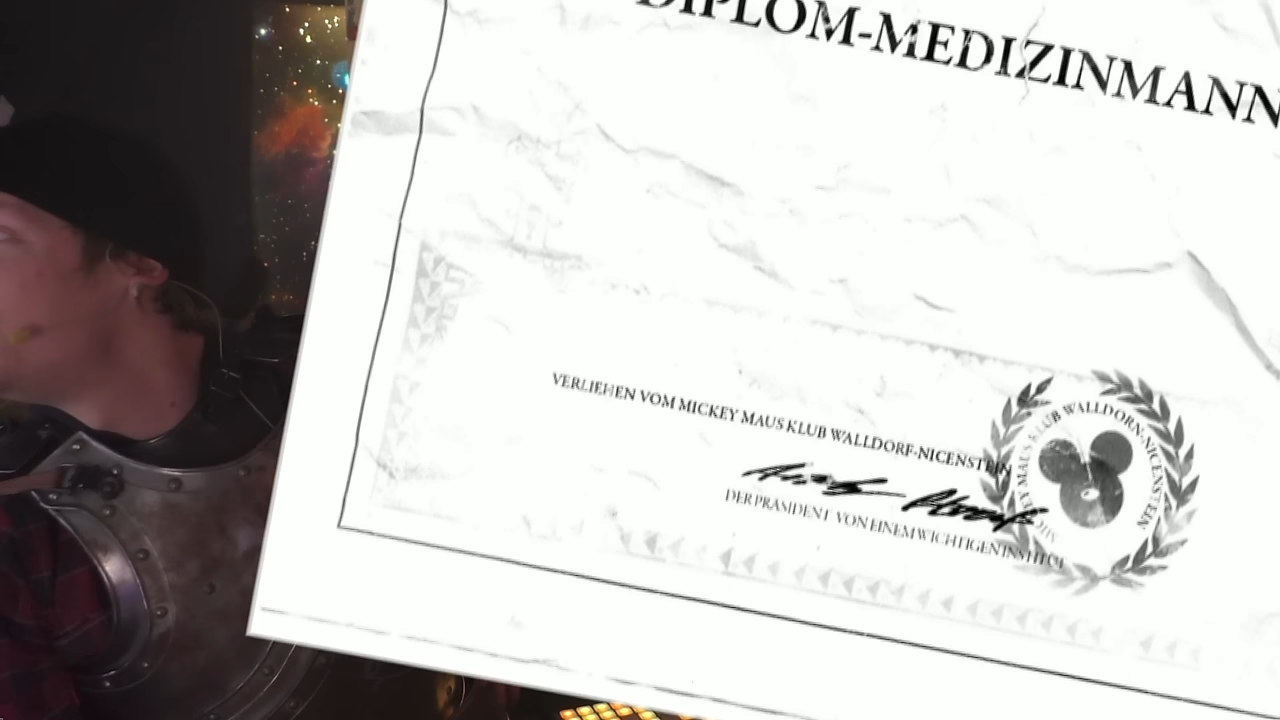 DIPLOM-MEDIZINMANN
VERLIEHEN VOM MICKEY MAUS KLUB WALLDORF-NICENSTEIN
DER PRÄSIDENT VON EINEM WICHTIGEN INSTITUT
MICKEY MAUS KLUB WALLDORN-NICENSTEIN